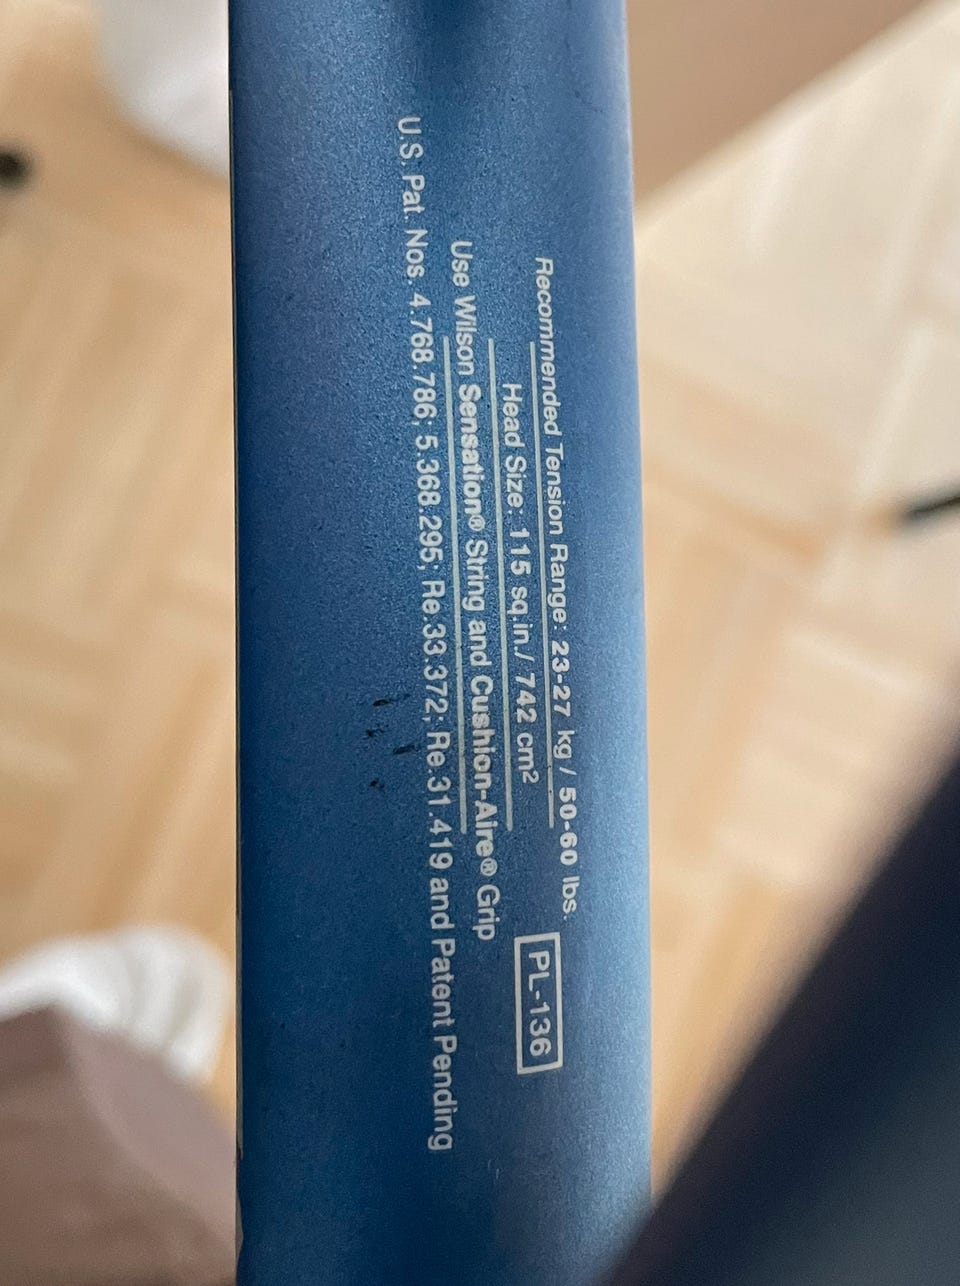 Recommended Tension Range: 23-27 kg / 50-60 lbs.
Head Size: 115 sq.in./ 742 cm²
PL-136
Use Wilson Sensation® String and Cushion-Aire® Grip
U.S. Pat. Nos. 4.768.786; 5.368.295; Re.33.372; Re.31.419 and Patent Pending